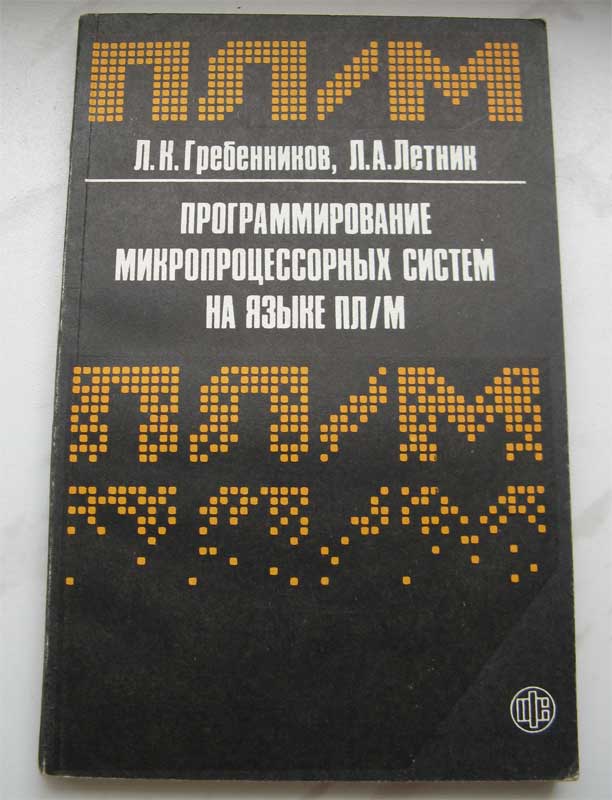 ПЛ/М
Л.К.Гребенников, Л.А.Летник
ПРОГРАММИРОВАНИЕ
МИКРОПРОЦЕССОРНЫХ СИСТЕМ
НА ЯЗЫКЕ ПЛ/М
ПЛ/М